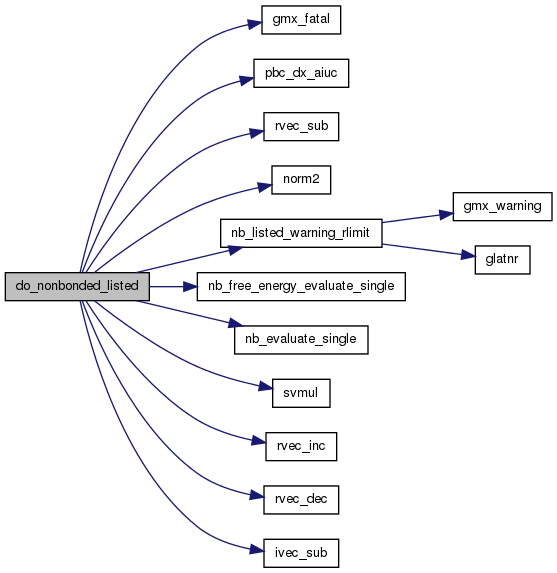 gmx_fatal
pbc_dx_aiuc
rvec_sub
norm2
nb_listed_warning_rlimit
gmx_warning
glatnr
do_nonbonded_listed
nb_free_energy_evaluate_single
nb_evaluate_single
svmul
rvec_inc
rvec_dec
ivec_sub